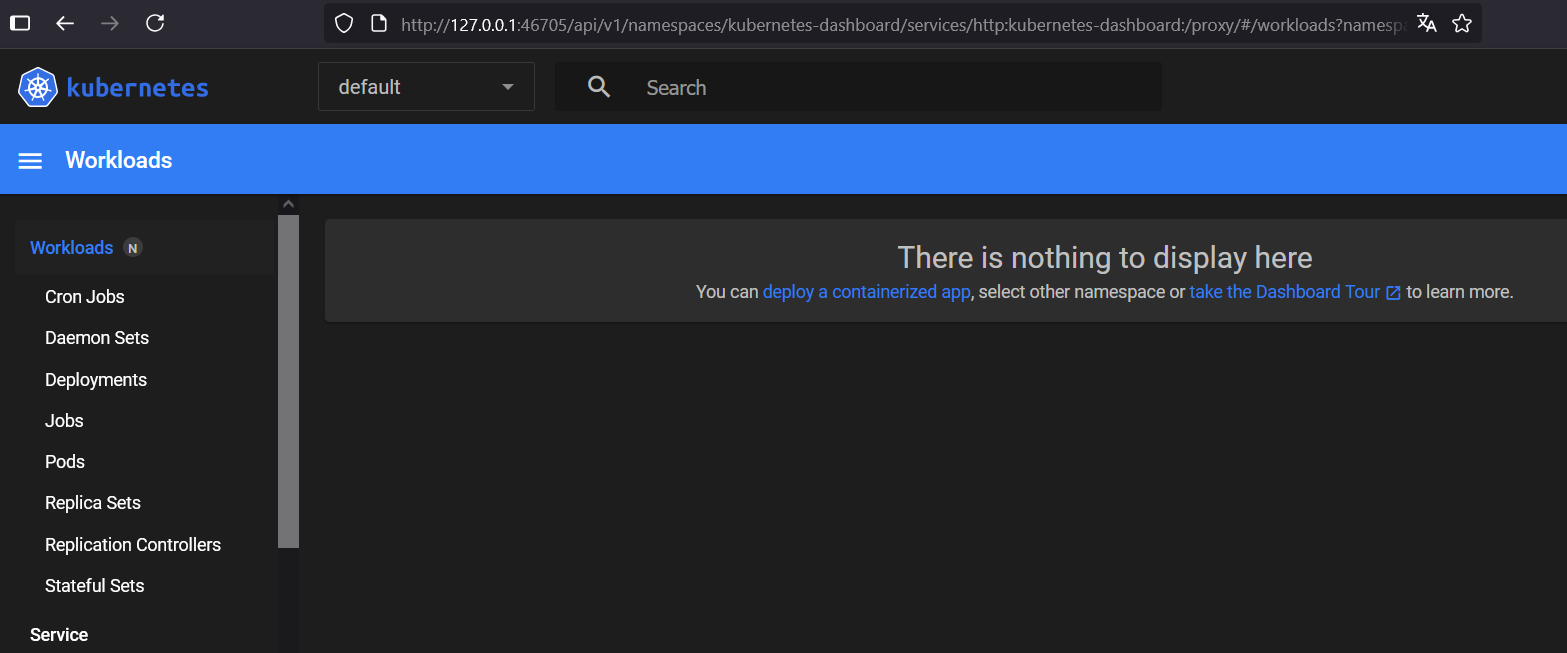 http://127.0.0.1:46705/api/v1/namespaces/kubernetes-dashboard/services/http:kubernetes-dashboard:/proxy/#/workloads?namesp
kubernetes
default
Search
Workloads
Workloads N
There is nothing to display here
You can deploy a containerized app, select other namespace or take the Dashboard Tour to learn more.
Cron Jobs
Daemon Sets
Deployments
Jobs
Pods
Replica Sets
Replication Controllers
Stateful Sets
Service